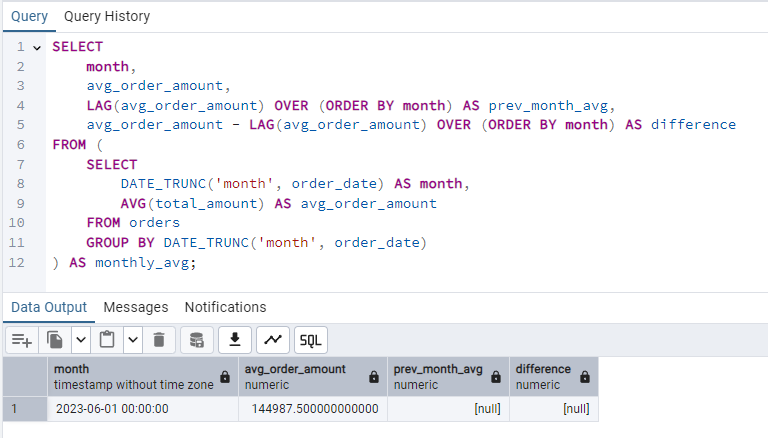 Query Query History
1 SELECT
2 month,
3 avg_order_amount,
4 LAG(avg_order_amount) OVER (ORDER BY month) AS prev_month_avg,
5 avg_order_amount - LAG(avg_order_amount) OVER (ORDER BY month) AS difference
6 FROM (
7 SELECT
8 DATE_TRUNC('month', order_date) AS month,
9 AVG(total_amount) AS avg_order_amount
10 FROM orders
11 GROUP BY DATE_TRUNC('month', order_date)
12 ) AS monthly_avg;
Data Output Messages Notifications
SQL
month avg_order_amount prev_month_avg difference
timestamp without time zone numeric numeric numeric
1 2023-06-01 00:00:00 144987.500000000000 [null] [null]